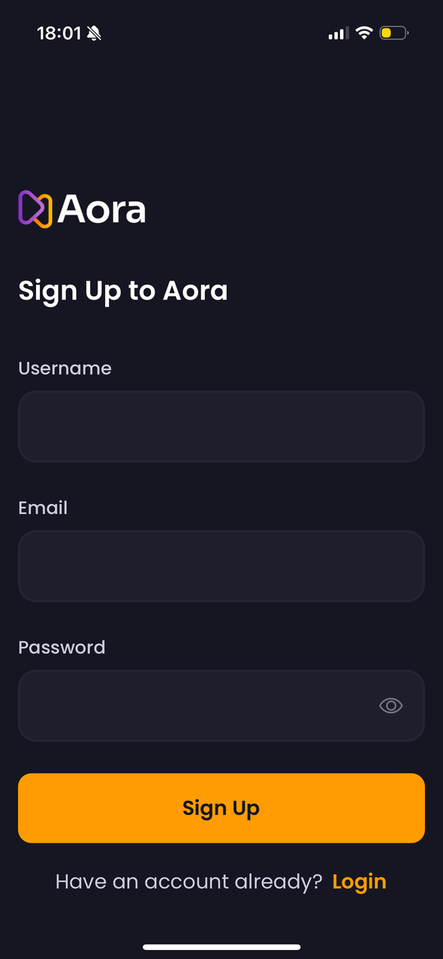 18:01
Aora
Sign Up to Aora
Username
Email
Password
Sign Up
Have an account already? Login